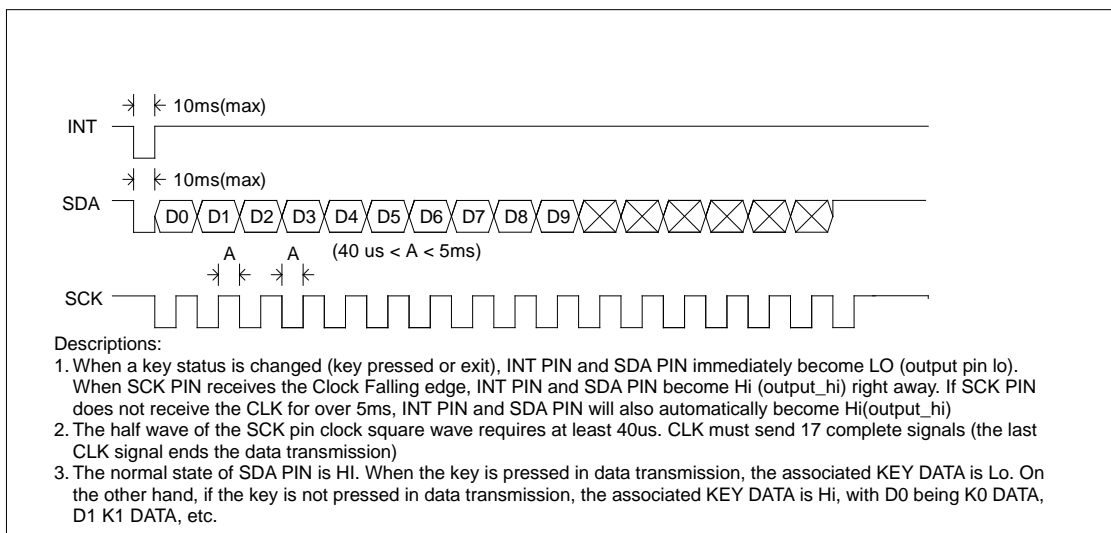 10ms(max)
INT
10ms(max)
SDA
D0 D1 D2 D3 D4 D5 D6 D7 D8 D9
A A (40 us < A < 5ms)
SCK
Descriptions:
1. When a key status is changed (key pressed or exit), INT PIN and SDA PIN immediately become LO (output pin lo).
When SCK PIN receives the Clock Falling edge, INT PIN and SDA PIN become Hi (output_hi) right away. If SCK PIN
does not receive the CLK for over 5ms, INT PIN and SDA PIN will also automatically become Hi(output_hi)
2. The half wave of the SCK pin clock square wave requires at least 40us. CLK must send 17 complete signals (the last
CLK signal ends the data transmission)
3. The normal state of SDA PIN is HI. When the key is pressed in data transmission, the associated KEY DATA is Lo. On
the other hand, if the key is not pressed in data transmission, the associated KEY DATA is Hi, with D0 being K0 DATA,
D1 K1 DATA, etc.